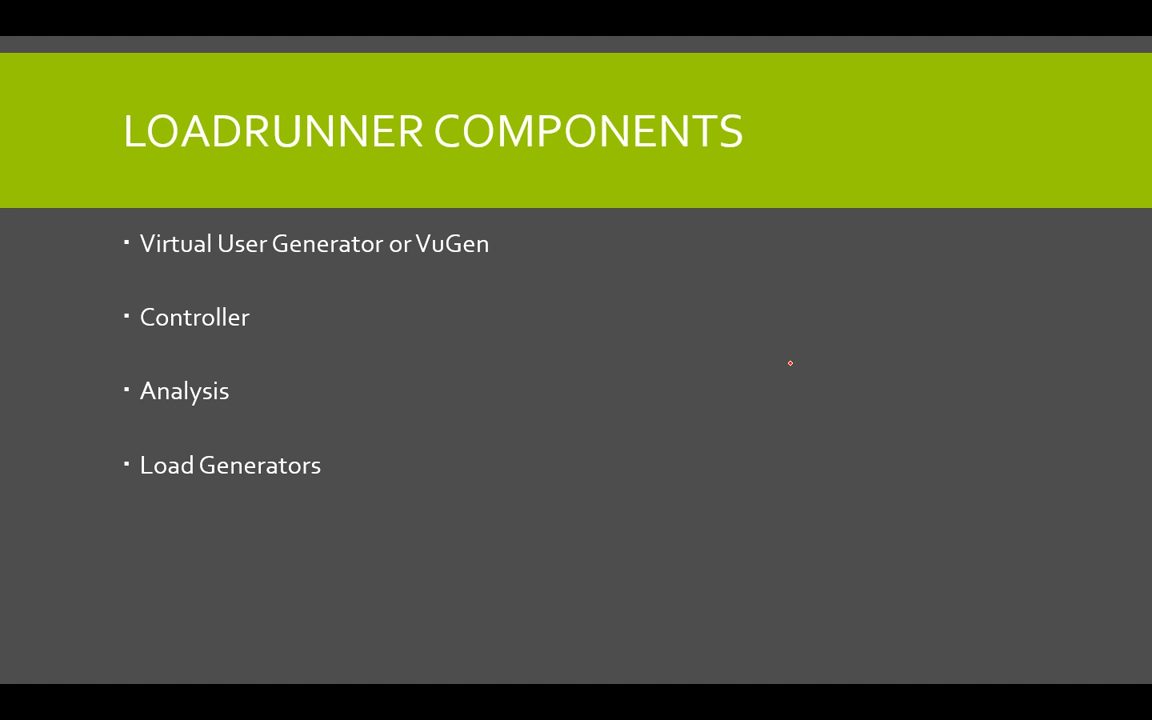 LOADRUNNER COMPONENTS
▪ Virtual User Generator or VuGen
▪ Controller
▪ Analysis
▪ Load Generators